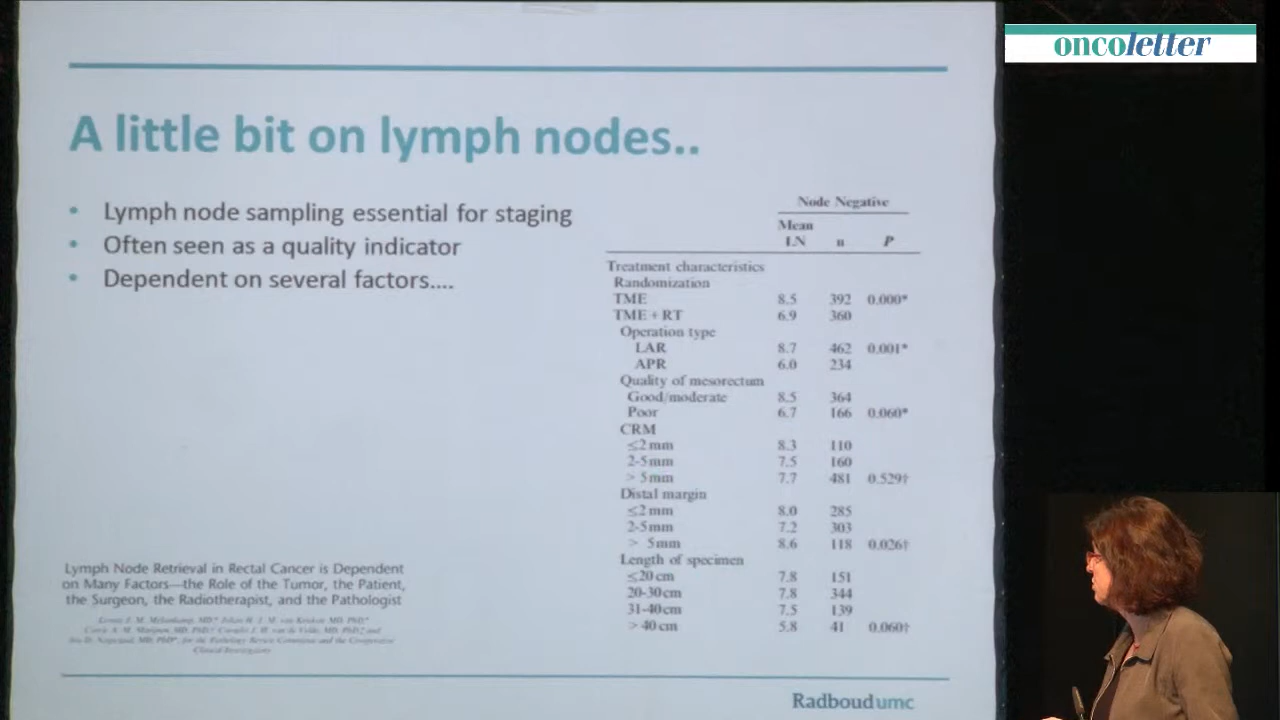 oncoletter
A little bit on lymph nodes..
• Lymph node sampling essential for staging
• Often seen as a quality indicator
• Dependent on several factors....
Node Negative
Mean
LN n P
Treatment characteristics
Randomization
TME 8.5 392 0.000*
TME + RT 6.9 360
Operation type
LAR 8.7 462 0.001*
APR 6.0 234
Quality of mesorectum
Good/moderate 8.5 364
Poor 6.7 166 0.060*
CRM
≤2 mm 8.3 110
2-5 mm 7.5 160
> 5 mm 7.7 481 0.529†
Distal margin
≤2 mm 8.0 285
2-5 mm 7.2 303
> 5 mm 8.6 118 0.026†
Length of specimen
≤20 cm 7.8 151
20-30 cm 7.8 344
31-40 cm 7.5 139
> 40 cm 5.8 41 0.060†
Lymph Node Retrieval in Rectal Cancer is Dependent
on Many Factors—the Role of the Tumor, the Patient,
the Surgeon, the Radiotherapist, and the Pathologist
Radboudumc